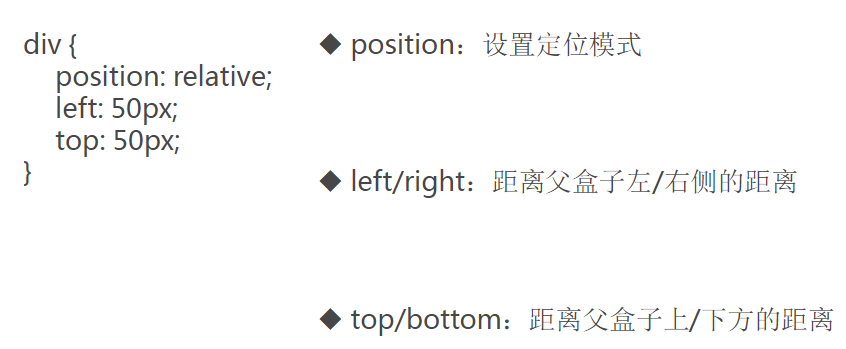 div {
position: relative;
left: 50px;
top: 50px;
}
◆ position：设置定位模式
◆ left/right：距离父盒子左/右侧的距离
◆ top/bottom：距离父盒子上/下方的距离